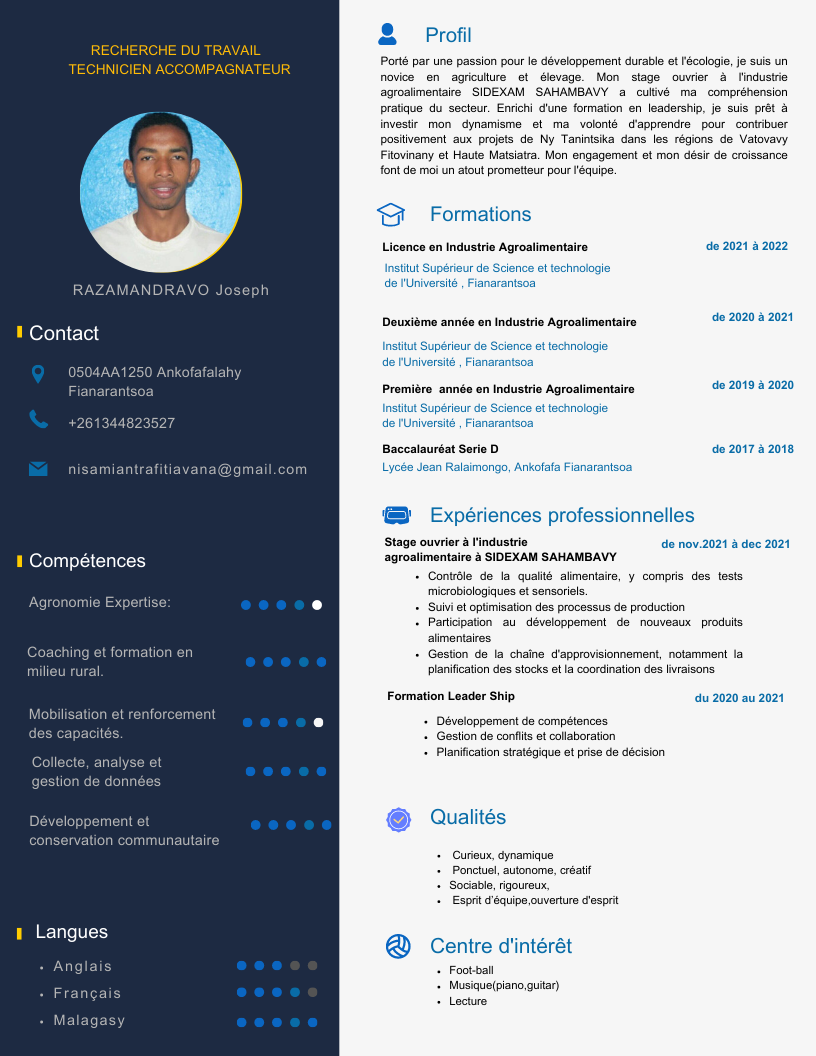 RECHERCHE DU TRAVAIL
TECHNICIEN ACCOMPAGNATEUR
RAZAMANDRAVO Joseph
Contact
0504AA1250 Ankofafalahy
Fianarantsoa
+261344823527
nisamiantrafitiavana@gmail.com
Compétences
Agronomie Expertise:
Coaching et formation en
milieu rural.
Mobilisation et renforcement
des capacités.
Collecte, analyse et
gestion de données
Développement et
conservation communautaire
Langues
• Anglais
• Français
• Malagasy
Profil
Porté par une passion pour le développement durable et l'écologie, je suis un
novice en agriculture et élevage. Mon stage ouvrier à l'industrie
agroalimentaire SIDEXAM SAHAMBAVY a cultivé ma compréhension
pratique du secteur. Enrichi d'une formation en leadership, je suis prêt à
investir mon dynamisme et ma volonté d'apprendre pour contribuer
positivement aux projets de Ny Tanintsika dans les régions de Vatovavy
Fitovinany et Haute Matsiatra. Mon engagement et mon désir de croissance
font de moi un atout prometteur pour l'équipe.
Formations
Licence en Industrie Agroalimentaire de 2021 à 2022
Institut Supérieur de Science et technologie
de l'Université , Fianarantsoa
Deuxième année en Industrie Agroalimentaire de 2020 à 2021
Institut Supérieur de Science et technologie
de l'Université , Fianarantsoa
Première année en Industrie Agroalimentaire de 2019 à 2020
Institut Supérieur de Science et technologie
de l'Université , Fianarantsoa
Baccalauréat Serie D de 2017 à 2018
Lycée Jean Ralaimongo, Ankofafa Fianarantsoa
Expériences professionnelles
Stage ouvrier à l'industrie de nov.2021 à dec 2021
agroalimentaire à SIDEXAM SAHAMBAVY
• Contrôle de la qualité alimentaire, y compris des tests
microbiologiques et sensoriels.
• Suivi et optimisation des processus de production
• Participation au développement de nouveaux produits
alimentaires
• Gestion de la chaîne d'approvisionnement, notamment la
planification des stocks et la coordination des livraisons
Formation Leader Ship du 2020 au 2021
• Développement de compétences
• Gestion de conflits et collaboration
• Planification stratégique et prise de décision
Qualités
• Curieux, dynamique
• Ponctuel, autonome, créatif
• Sociable, rigoureux,
• Esprit d'équipe,ouverture d'esprit
Centre d'intérêt
• Foot-ball
• Musique(piano,guitar)
• Lecture